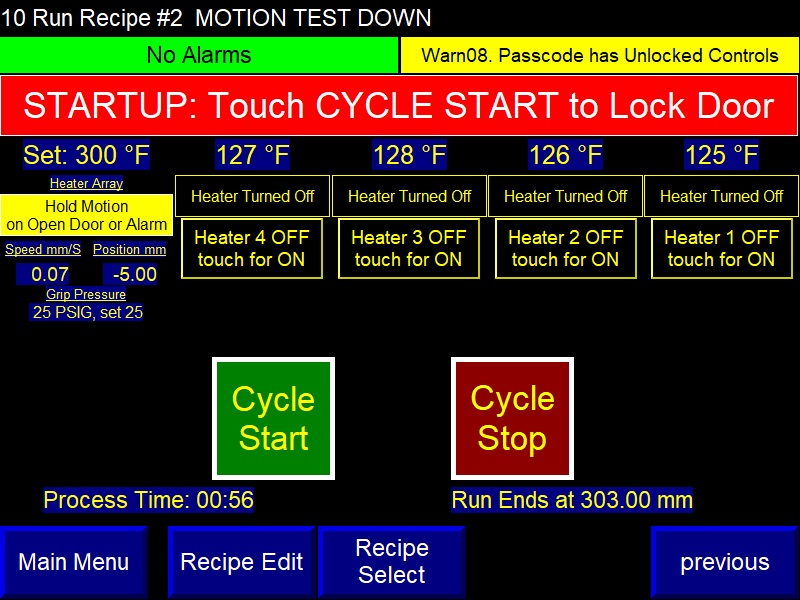 10 Run Recipe #2  MOTION TEST DOWN
No Alarms
Warn08. Passcode has Unlocked Controls
STARTUP: Touch CYCLE START to Lock Door
Set: 300 °F
127 °F
128 °F
126 °F
125 °F
Heater Array
Heater Turned Off
Heater Turned Off
Heater Turned Off
Heater Turned Off
Hold Motion
on Open Door or Alarm
Heater 4 OFF
touch for ON
Heater 3 OFF
touch for ON
Heater 2 OFF
touch for ON
Heater 1 OFF
touch for ON
Speed mm/S
Position mm
0.07
-5.00
Grip Pressure
25 PSIG, set 25
Cycle
Start
Cycle
Stop
Process Time: 00:56
Run Ends at 303.00 mm
Main Menu
Recipe Edit
Recipe
Select
previous